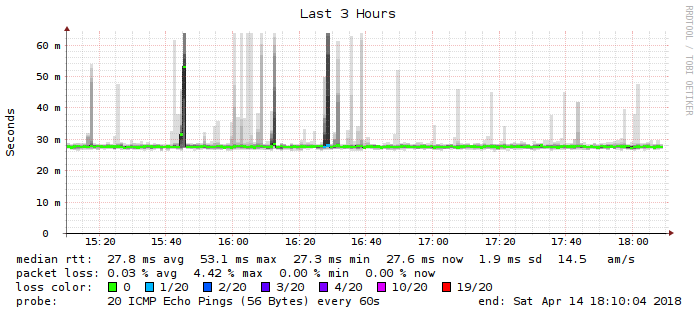 Last 3 Hours
RRDTOOL / TOBI OETIKER
Seconds
60 m
50 m
40 m
30 m
20 m
10 m
0
15:20 15:40 16:00 16:20 16:40 17:00 17:20 17:40 18:00
median rtt: 27.8 ms avg 53.1 ms max 27.3 ms min 27.6 ms now 1.9 ms sd 14.5 am/s
packet loss: 0.03 % avg 4.42 % max 0.00 % min 0.00 % now
loss color: 0 1/20 2/20 3/20 4/20 10/20 19/20
probe: 20 ICMP Echo Pings (56 Bytes) every 60s end: Sat Apr 14 18:10:04 2018